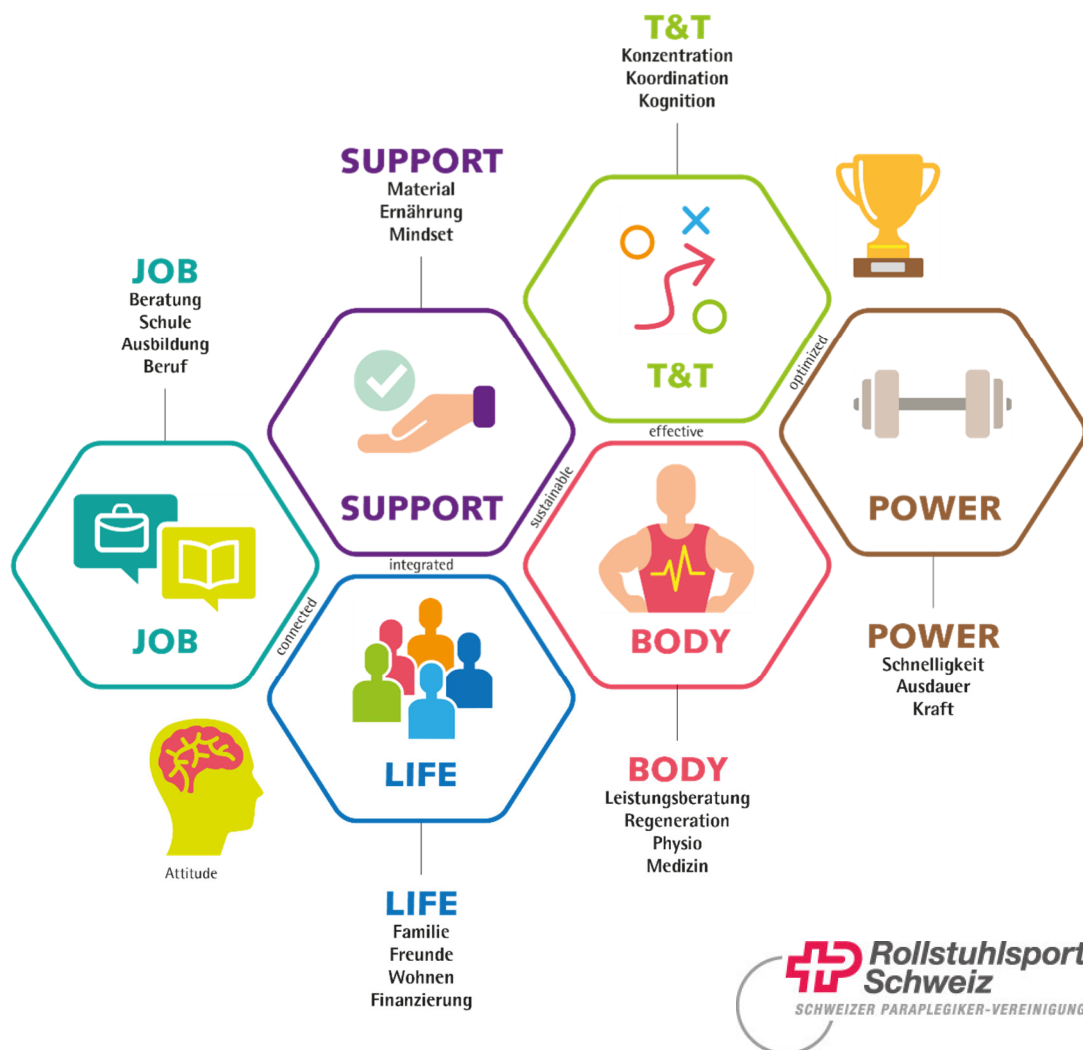 T&T
Konzentration
Koordination
Kognition
SUPPORT
Material
Ernährung
Mindset
JOB
Beratung
Schule
Ausbildung
Beruf
T&T
optimized
effective
SUPPORT
sustainable
POWER
integrated
JOB
connected
BODY
POWER
Schnelligkeit
Ausdauer
Kraft
LIFE
BODY
Leistungsberatung
Regeneration
Physio
Medizin
Attitude
LIFE
Familie
Freunde
Wohnen
Finanzierung
Rollstuhlsport
Schweiz
SCHWEIZER PARAPLEGIKER-VEREINIGUNG